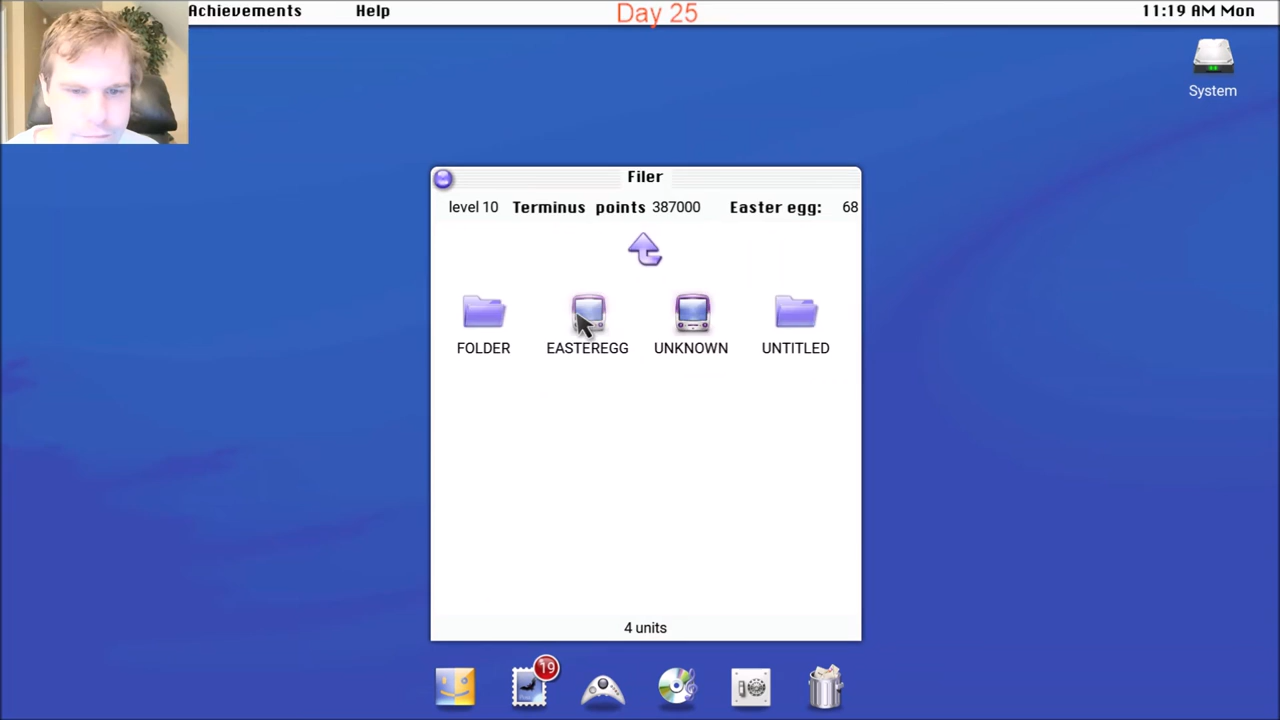 Achievements Help Day 25 11:19 AM Mon
System
Filer
level 10 Terminus points 387000 Easter egg: 68
FOLDER EASTEREGG UNKNOWN UNTITLED
4 units
19